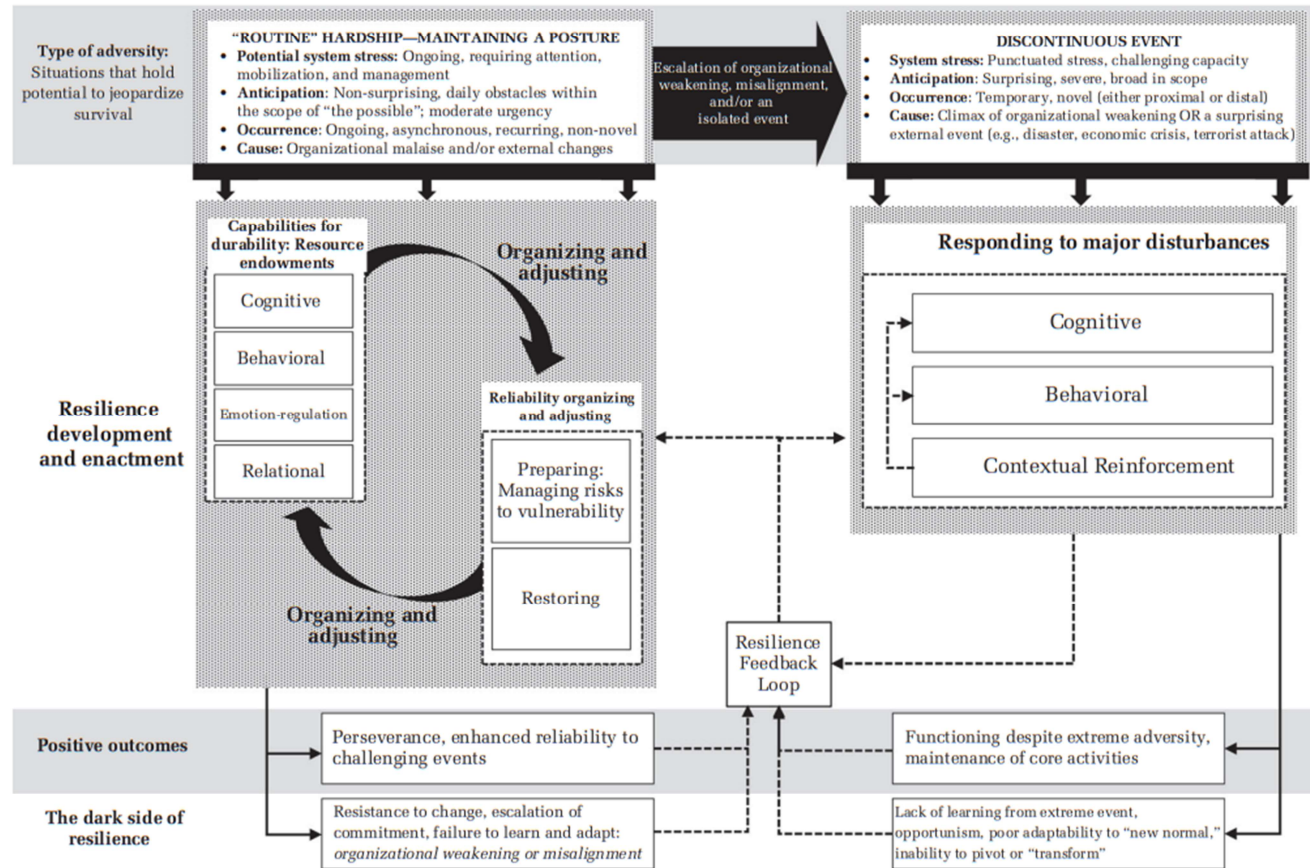 Type of adversity:
Situations that hold
potential to jeopardize
survival
“ROUTINE” HARDSHIP—MAINTAINING A POSTURE
• Potential system stress: Ongoing, requiring attention,
mobilization, and management
• Anticipation: Non-surprising, daily obstacles within
the scope of “the possible”; moderate urgency
• Occurrence: Ongoing, asynchronous, recurring, non-novel
• Cause: Organizational malaise and/or external changes
Escalation of organizational
weakening, misalignment,
and/or an
isolated event
DISCONTINUOUS EVENT
• System stress: Punctuated stress, challenging capacity
• Anticipation: Surprising, severe, broad in scope
• Occurrence: Temporary, novel (either proximal or distal)
• Cause: Climax of organizational weakening OR a surprising
external event (e.g., disaster, economic crisis, terrorist attack)
Resilience
development
and enactment
Capabilities for
durability: Resource
endowments
Cognitive
Behavioral
Emotion-regulation
Relational
Organizing and
adjusting
Reliability organizing
and adjusting
Preparing:
Managing risks
to vulnerability
Restoring
Organizing and
adjusting
Responding to major disturbances
Cognitive
Behavioral
Contextual Reinforcement
Resilience
Feedback
Loop
Positive outcomes
Perseverance, enhanced reliability to
challenging events
Functioning despite extreme adversity,
maintenance of core activities
The dark side of
resilience
Resistance to change, escalation of
commitment, failure to learn and adapt:
organizational weakening or misalignment
Lack of learning from extreme event,
opportunism, poor adaptability to “new normal,”
inability to pivot or “transform”